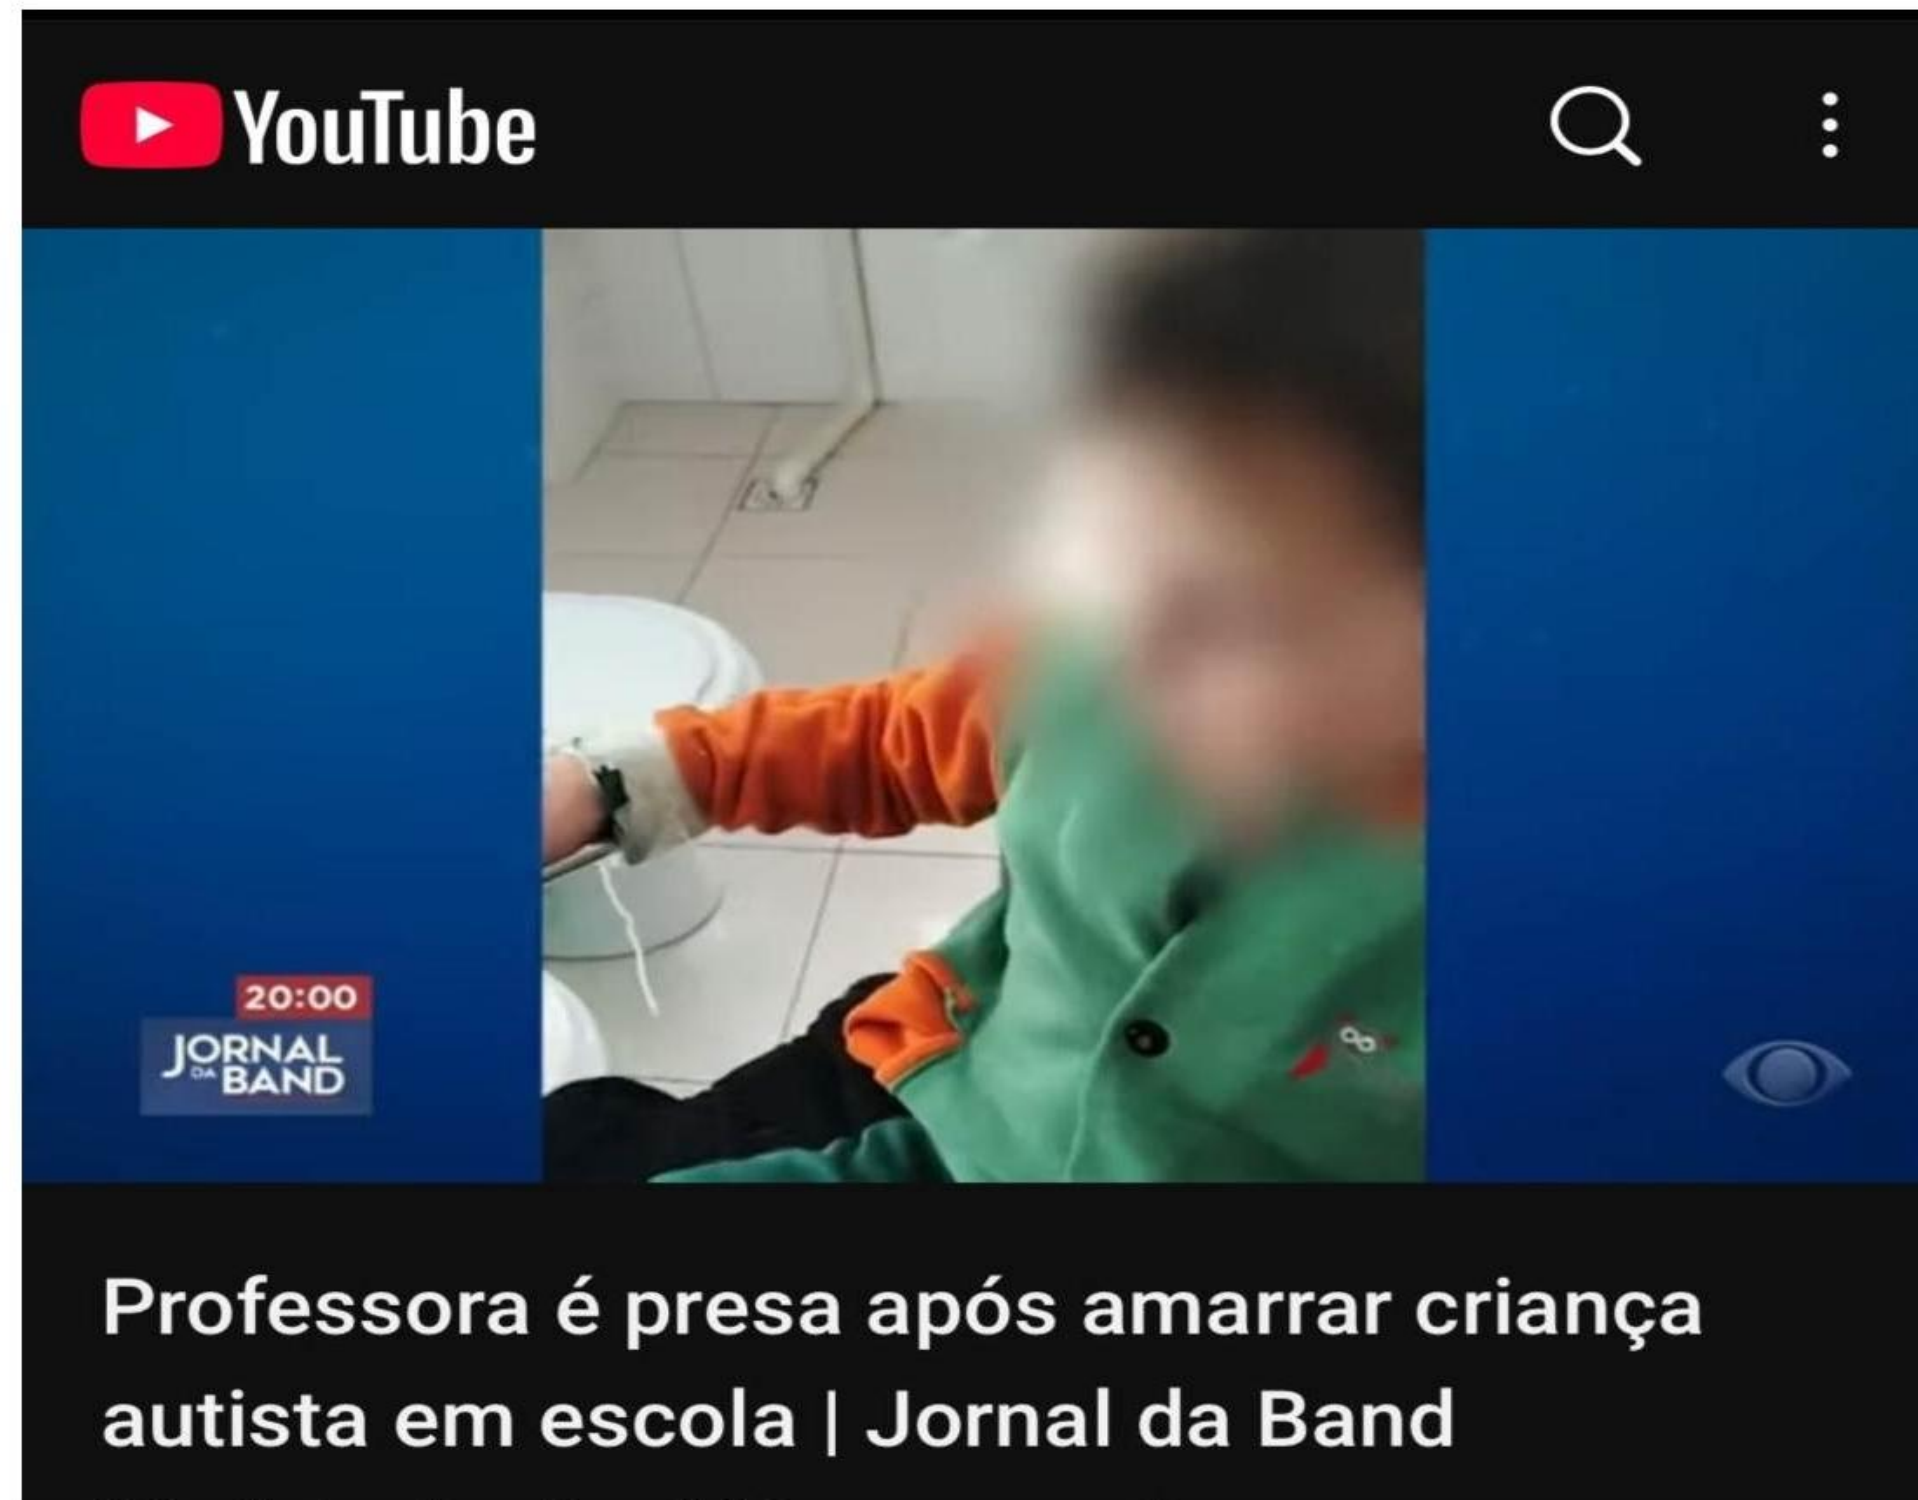 YouTube
20:00
JORNAL
DA BAND
Professora é presa após amarrar criança
autista em escola | Jornal da Band